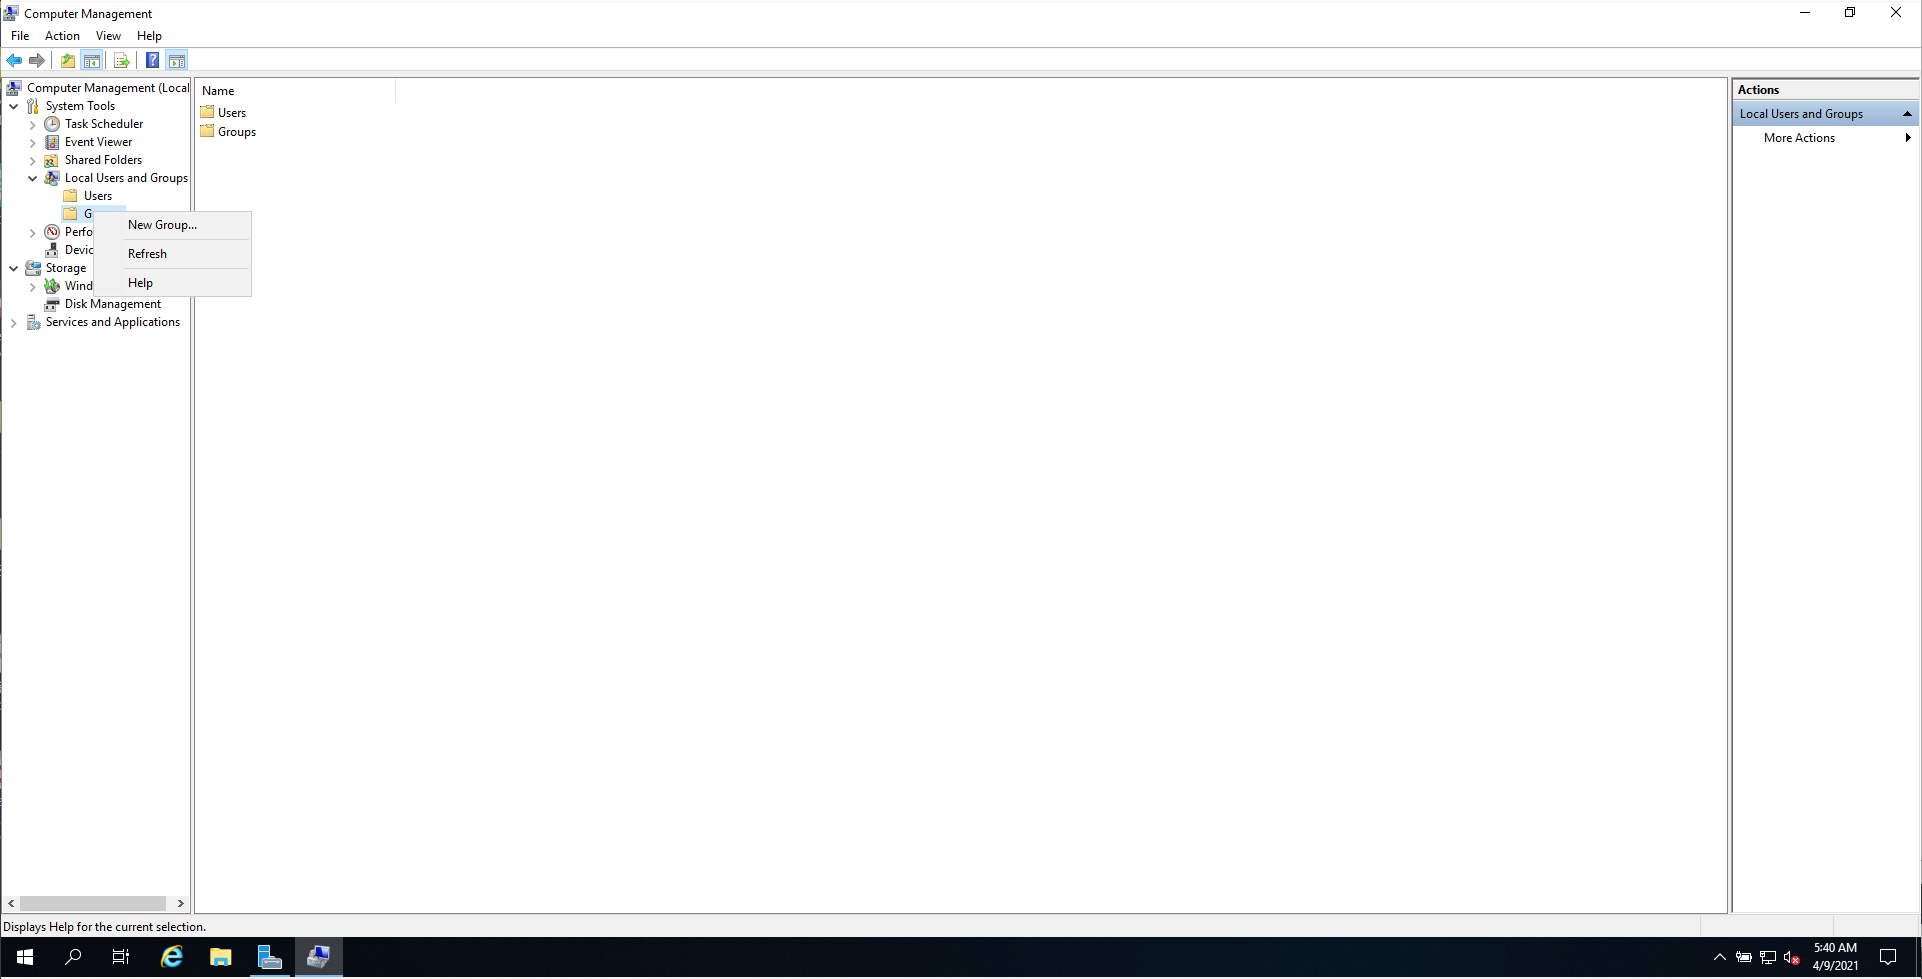 Computer Management
File Action View Help
Computer Management (Local
System Tools
Task Scheduler
Event Viewer
Shared Folders
Local Users and Groups
Users
G
Perfo
Devic
Storage
Wind
Disk Management
Services and Applications
New Group...
Refresh
Help
Name
Users
Groups
Actions
Local Users and Groups
More Actions
Displays Help for the current selection.
5:40 AM
4/9/2021